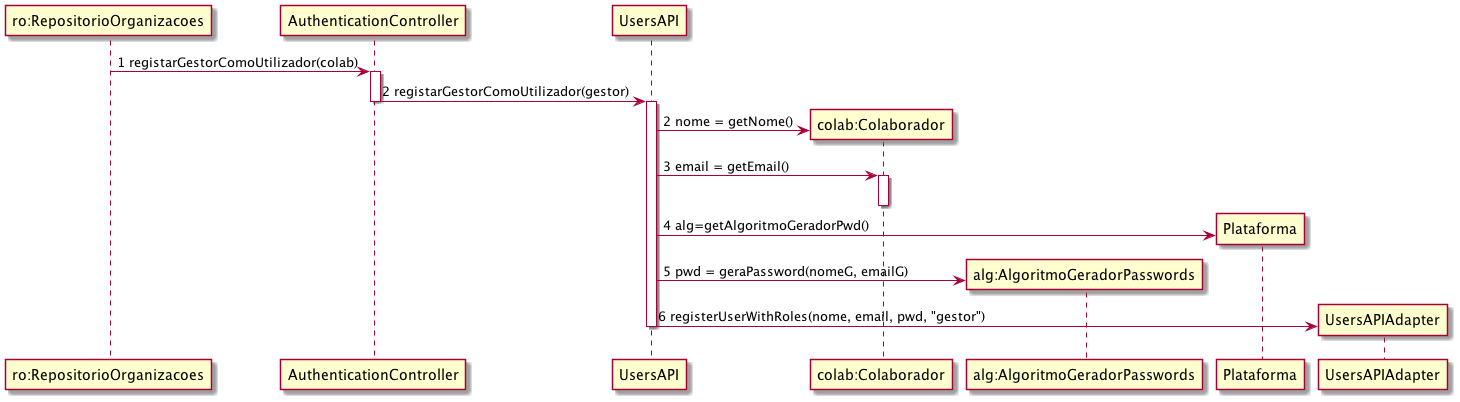 ro:RepositorioOrganizacoes
AuthenticationController
UsersAPI
1 registarGestorComoUtilizador(colab)
2 registarGestorComoUtilizador(gestor)
2 nome = getNome()
colab:Colaborador
3 email = getEmail()
4 alg=getAlgoritmoGeradorPwd()
Plataforma
5 pwd = geraPassword(nomeG, emailG)
alg:AlgoritmoGeradorPasswords
6 registerUserWithRoles(nome, email, pwd, "gestor")
UsersAPIAdapter
ro:RepositorioOrganizacoes
AuthenticationController
UsersAPI
colab:Colaborador
alg:AlgoritmoGeradorPasswords
Plataforma
UsersAPIAdapter